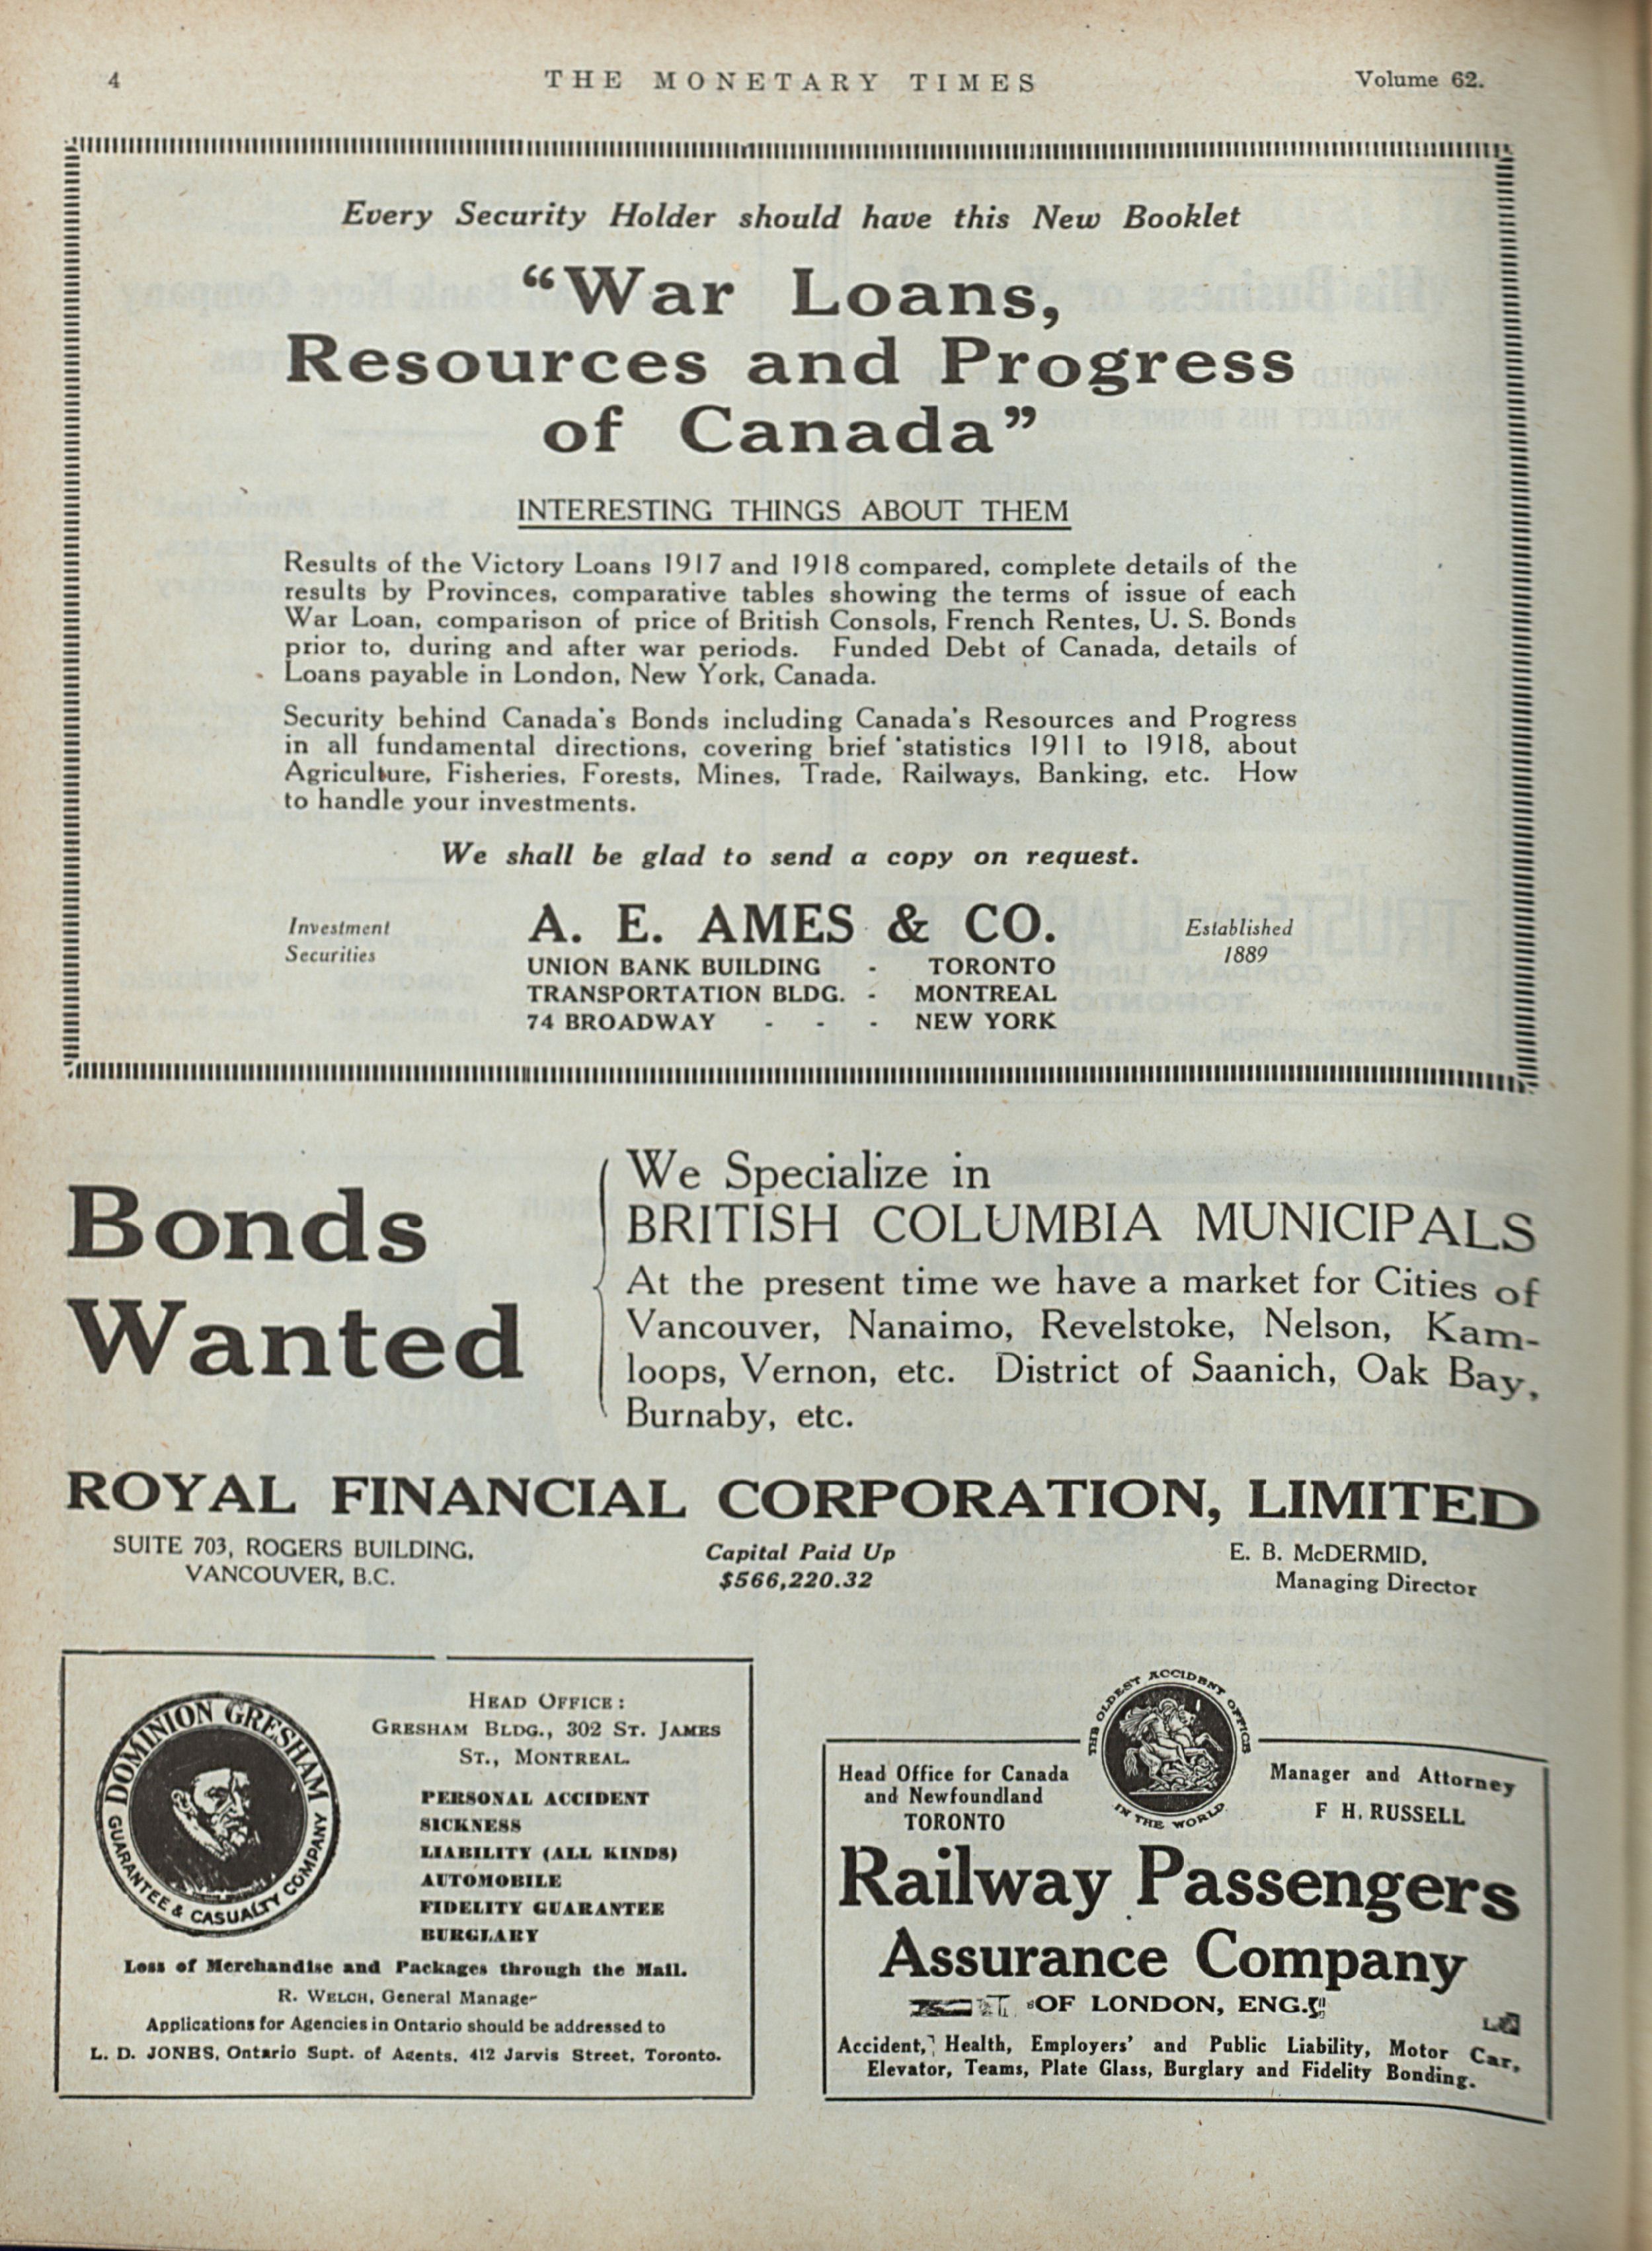 4
THE MONETARY TIMES
Volume 62.
Every Security Holder should have this New Booklet
“War Loans,
Resources and Progress
of Canada”
INTERESTING THINGS ABOUT THEM
Results of the Victory Loans 1917 and 1918 compared, complete details of the
results by Provinces, comparative tables showing the terms of issue of each
War Loan, comparison of price of British Consols, French Rentes, U. S. Bonds
prior to, during and after war periods. Funded Debt of Canada, details of
Loans payable in London, New York, Canada.
Security behind Canada's Bonds including Canada's Resources and Progress
in all fundamental directions, covering brief statistics 1911 to 1918, about
Agriculture, Fisheries, Forests, Mines, Trade, Railways, Banking, etc. How
to handle your investments.
We shall be glad to send a copy on request.
Investment
Securities
A. E. AMES & CO.
UNION BANK BUILDING - TORONTO
TRANSPORTATION BLDG. - MONTREAL
74 BROADWAY - - - NEW YORK
Established
1889
Bonds
Wanted
We Specialize in
BRITISH COLUMBIA MUNICIPALS
At the present time we have a market for Cities of
Vancouver, Nanaimo, Revelstoke, Nelson, Kam-
loops, Vernon, etc. District of Saanich, Oak Bay,
Burnaby, etc.
ROYAL FINANCIAL CORPORATION, LIMITED
SUITE 703, ROGERS BUILDING,
VANCOUVER, B.C.
Capital Paid Up
$566,220.32
E. B. McDERMID,
Managing Director
DOMINION GRESHAM
GUARANTEE & CASUALTY COMPANY
HEAD OFFICE:
GRESHAM BLDG., 302 ST. JAMES
ST., MONTREAL.
PERSONAL ACCIDENT
SICKNESS
LIABILITY (ALL KINDS)
AUTOMOBILE
FIDELITY GUARANTEE
BURGLARY
Loss of Merchandise and Packages through the Mail.
R. WELCH, General Manager
Applications for Agencies in Ontario should be addressed to
L. D. JONES, Ontario Supt. of Agents, 412 Jarvis Street, Toronto.
THE OLDEST ACCIDENT OFFICE
IN THE WORLD
Head Office for Canada
and Newfoundland
TORONTO
Manager and Attorney
F H. RUSSELL
Railway Passengers
Assurance Company
OF LONDON, ENG.
Accident, Health, Employers' and Public Liability, Motor Car,
Elevator, Teams, Plate Glass, Burglary and Fidelity Bonding.